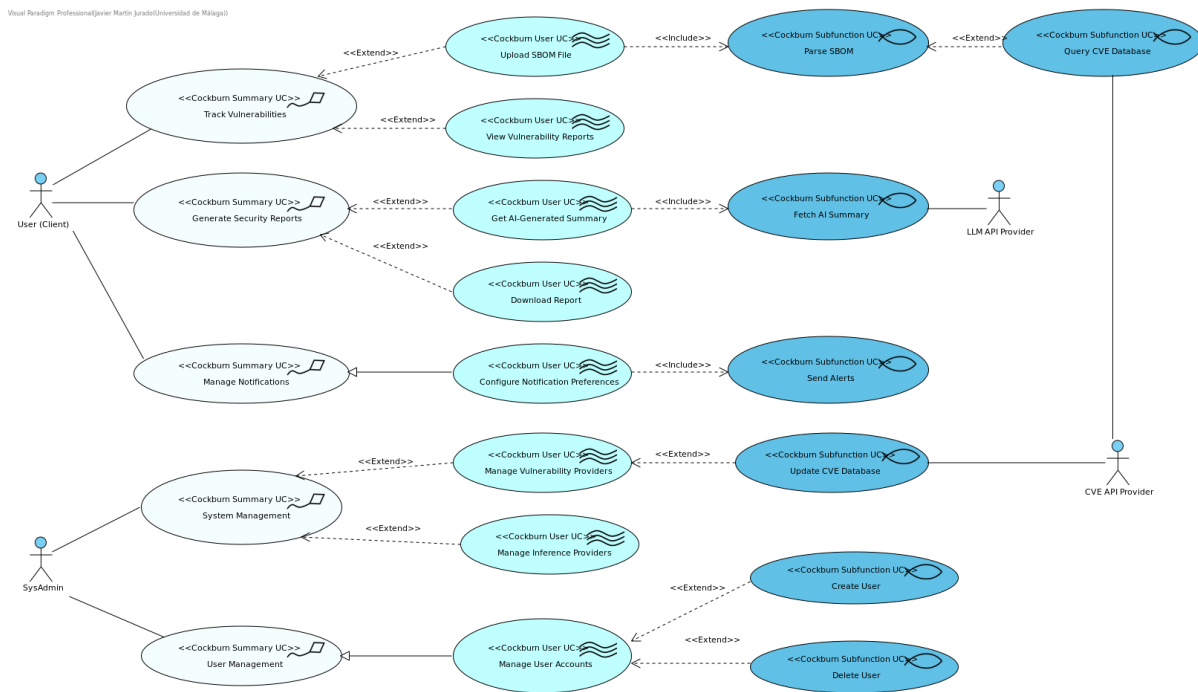 Visual Paradigm Professional(Javier Martin Jurado(Universidad de Málaga))
<<Cockburn User UC>>
Upload SBOM File
<<Include>>
<<Cockburn Subfunction UC>>
Parse SBOM
<<Extend>>
<<Cockburn Subfunction UC>>
Query CVE Database
<<Extend>>
<<Cockburn Summary UC>>
Track Vulnerabilities
<<Extend>>
<<Cockburn User UC>>
View Vulnerability Reports
User (Client)
<<Cockburn Summary UC>>
Generate Security Reports
<<Extend>>
<<Cockburn User UC>>
Get AI-Generated Summary
<<Include>>
<<Cockburn Subfunction UC>>
Fetch AI Summary
LLM API Provider
<<Extend>>
<<Cockburn User UC>>
Download Report
<<Cockburn Summary UC>>
Manage Notifications
<<Cockburn User UC>>
Configure Notification Preferences
<<Include>>
<<Cockburn Subfunction UC>>
Send Alerts
<<Extend>>
<<Cockburn User UC>>
Manage Vulnerability Providers
<<Extend>>
<<Cockburn Subfunction UC>>
Update CVE Database
CVE API Provider
<<Cockburn Summary UC>>
System Management
<<Extend>>
<<Cockburn User UC>>
Manage Inference Providers
SysAdmin
<<Extend>>
<<Cockburn Subfunction UC>>
Create User
<<Cockburn Summary UC>>
User Management
<<Cockburn User UC>>
Manage User Accounts
<<Extend>>
<<Cockburn Subfunction UC>>
Delete User